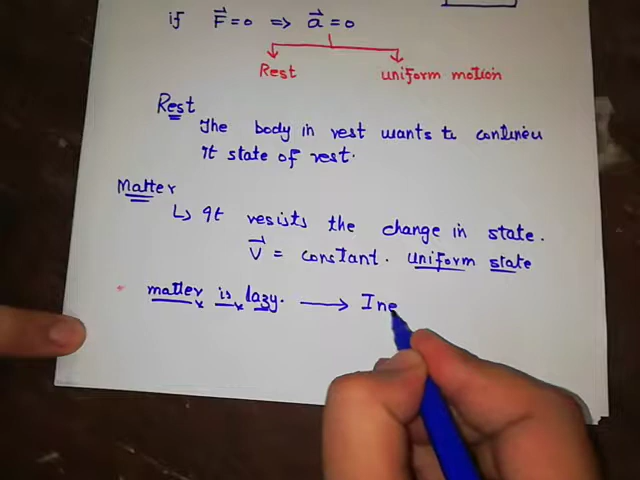 if F⃗ = 0 ⇒ a⃗ = 0
Rest uniform motion
Rest
The body in rest wants to contineu
It state of rest.
Matter
↳ It resists the change in state.
V⃗ = constant. uniform state
* matter is lazy. ⟶ Ine